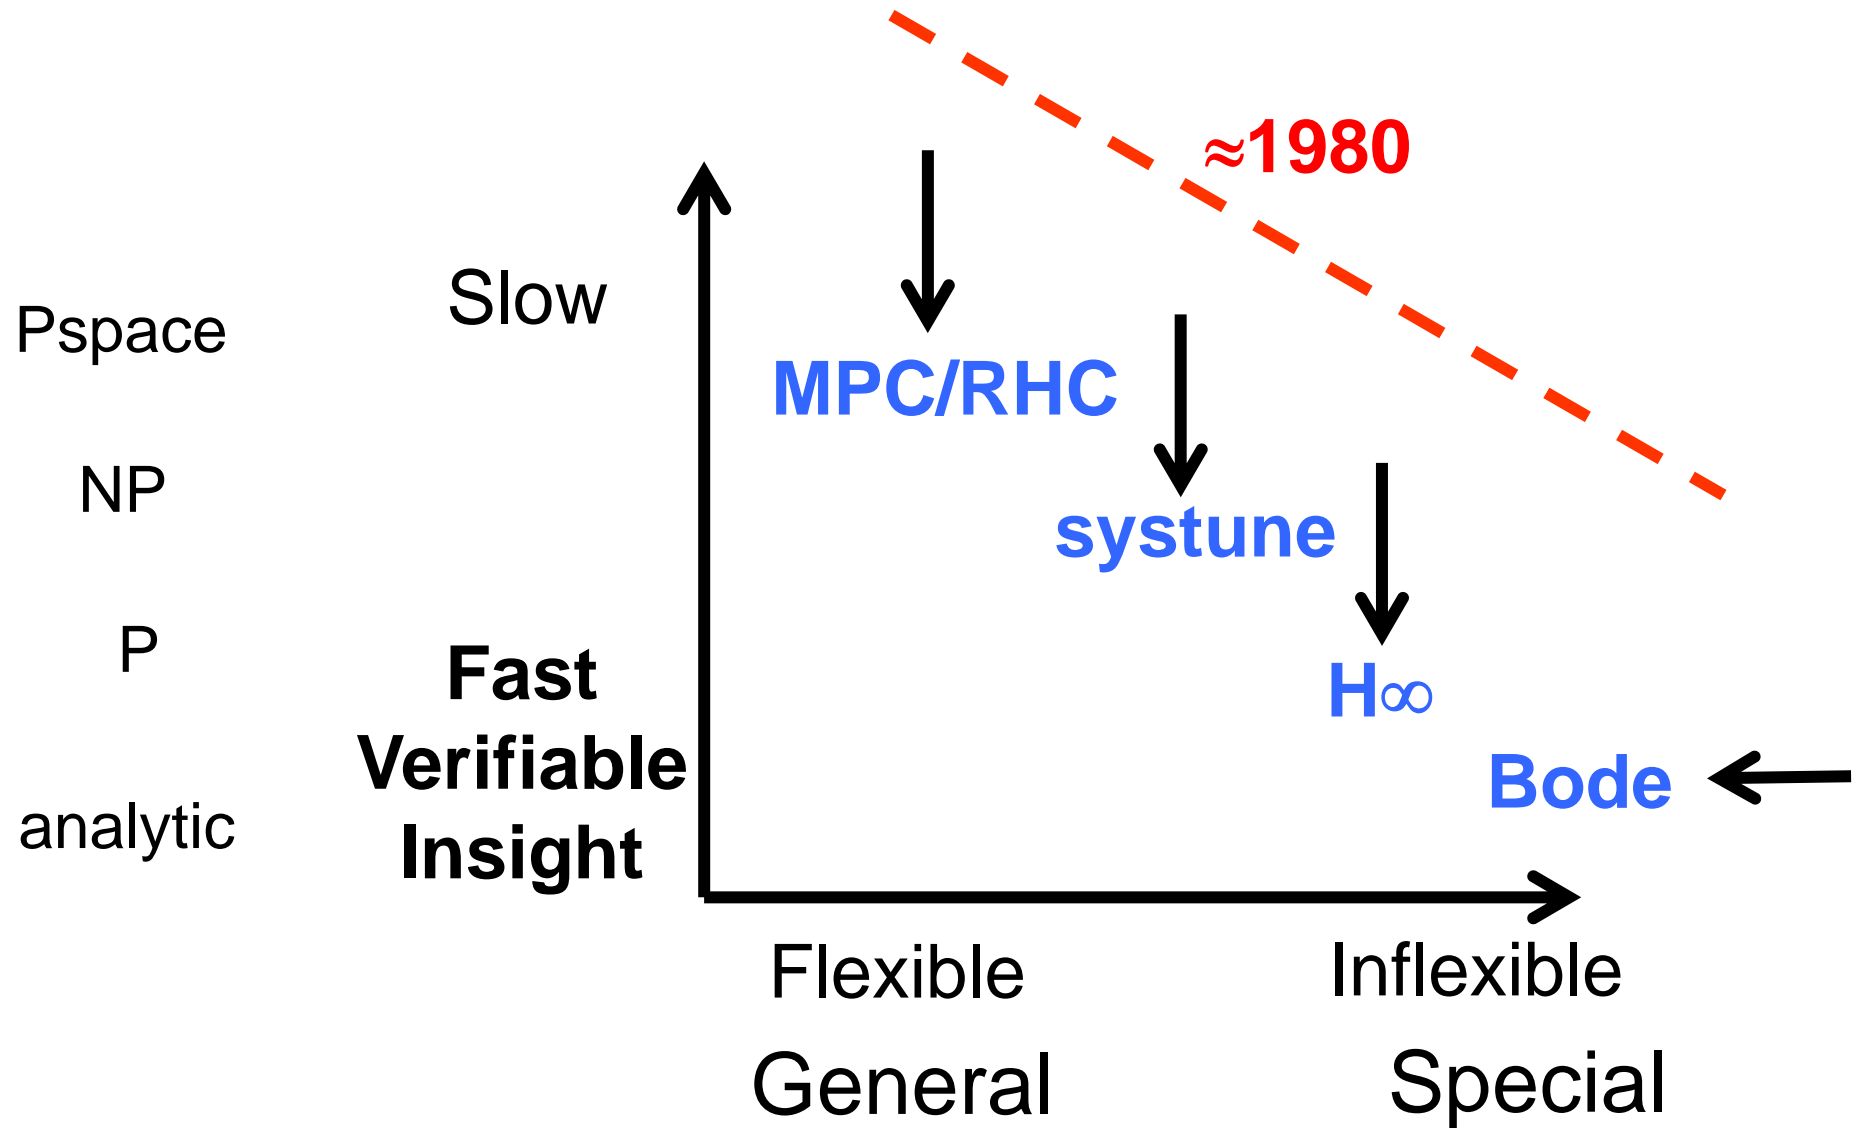 ≈1980
Slow
Pspace
MPC/RHC
NP
systune
P
Fast
Verifiable
Insight
H∞
Bode
analytic
Flexible
Inflexible
General
Special